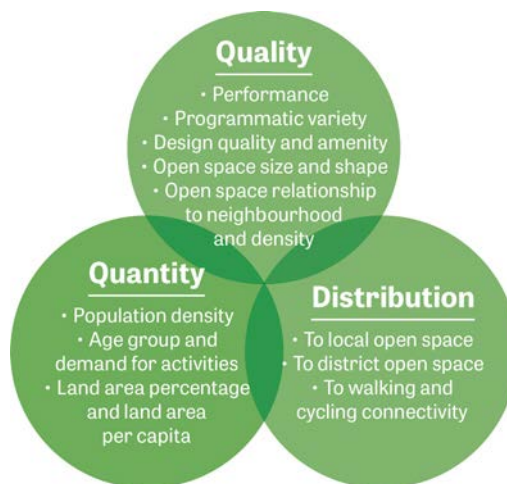 Quality
• Performance
• Programmatic variety
• Design quality and amenity
• Open space size and shape
• Open space relationship
to neighbourhood
and density
Quantity
• Population density
• Age group and
demand for activities
• Land area percentage
and land area
per capita
Distribution
• To local open space
• To district open space
• To walking and
cycling connectivity